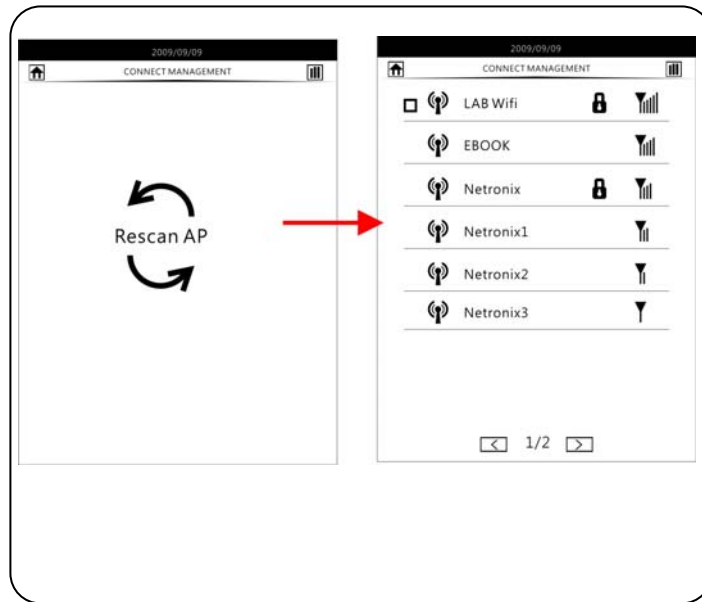 2009/09/09
CONNECT MANAGEMENT
Rescan AP
2009/09/09
CONNECT MANAGEMENT
LAB Wifi
EBOOK
Netronix
Netronix1
Netronix2
Netronix3
< 1/2 >